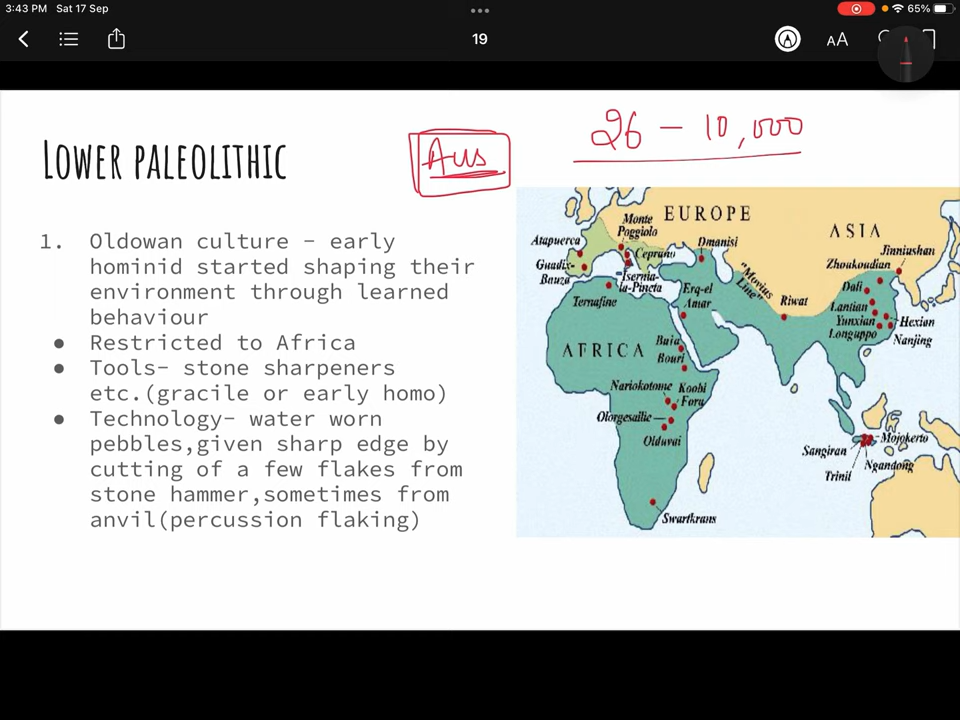 3:43 PM Sat 17 Sep
65%
19
AA
LOWER PALEOLITHIC
Aus
26 - 10,000
1. Oldowan culture - early
hominid started shaping their
environment through learned
behaviour
● Restricted to Africa
● Tools- stone sharpeners
etc.(gracile or early homo)
● Technology- water worn
pebbles,given sharp edge by
cutting of a few flakes from
stone hammer,sometimes from
anvil(percussion flaking)
EUROPE
ASIA
AFRICA
Monte
Poggiolo
Atapuerca
Ceprano
Dmanisi
Guadix-
Bauza
Isernia-
la-Pineta
"Movius
Line"
Jinniushan
Zhoukoudian
Dali
Ternafine
Erq-el
Amar
Riwat
Lantian
Yunxian
Hexian
Longuppo
Nanjing
Baia
Bouri
Nariokotome
Koobi
Foru
Olorgesailie
Olduvai
Sangiran
Mojokerto
Ngandong
Trinil
Swartkrans